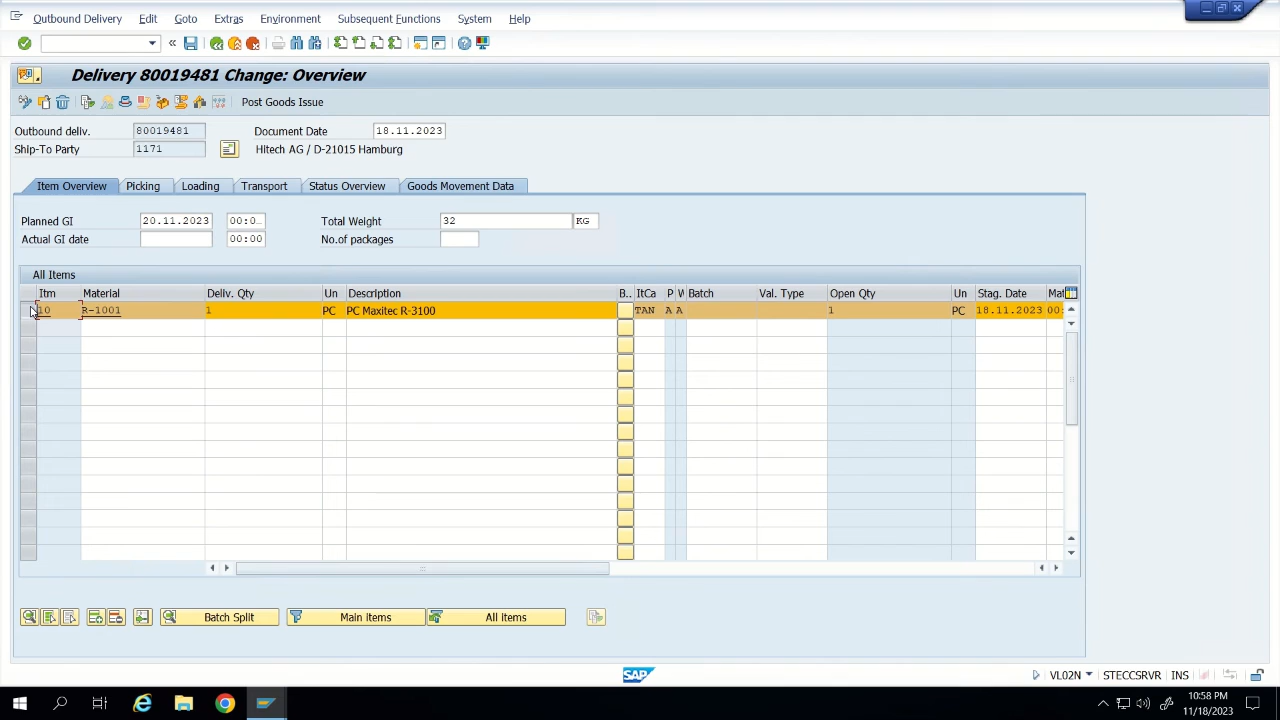 Outbound Delivery Edit Goto Extras Environment Subsequent Functions System Help
Delivery 80019481 Change: Overview
Post Goods Issue
Outbound deliv. 80019481 Document Date 18.11.2023
Ship-To Party 1171 Hitech AG / D-21015 Hamburg
Item Overview Picking Loading Transport Status Overview Goods Movement Data
Planned GI 20.11.2023 00:0… Total Weight 32 KG
Actual GI date 00:00 No.of packages
All Items
Itm Material Deliv. Qty Un Description B.. ItCa P W Batch Val. Type Open Qty Un Stag. Date Mat
10 R-1001 1 PC PC Maxitec R-3100 TAN A A 1 PC 18.11.2023 00:
Batch Split Main Items All Items
SAP VL02N STECCSRVR INS
10:58 PM
11/18/2023